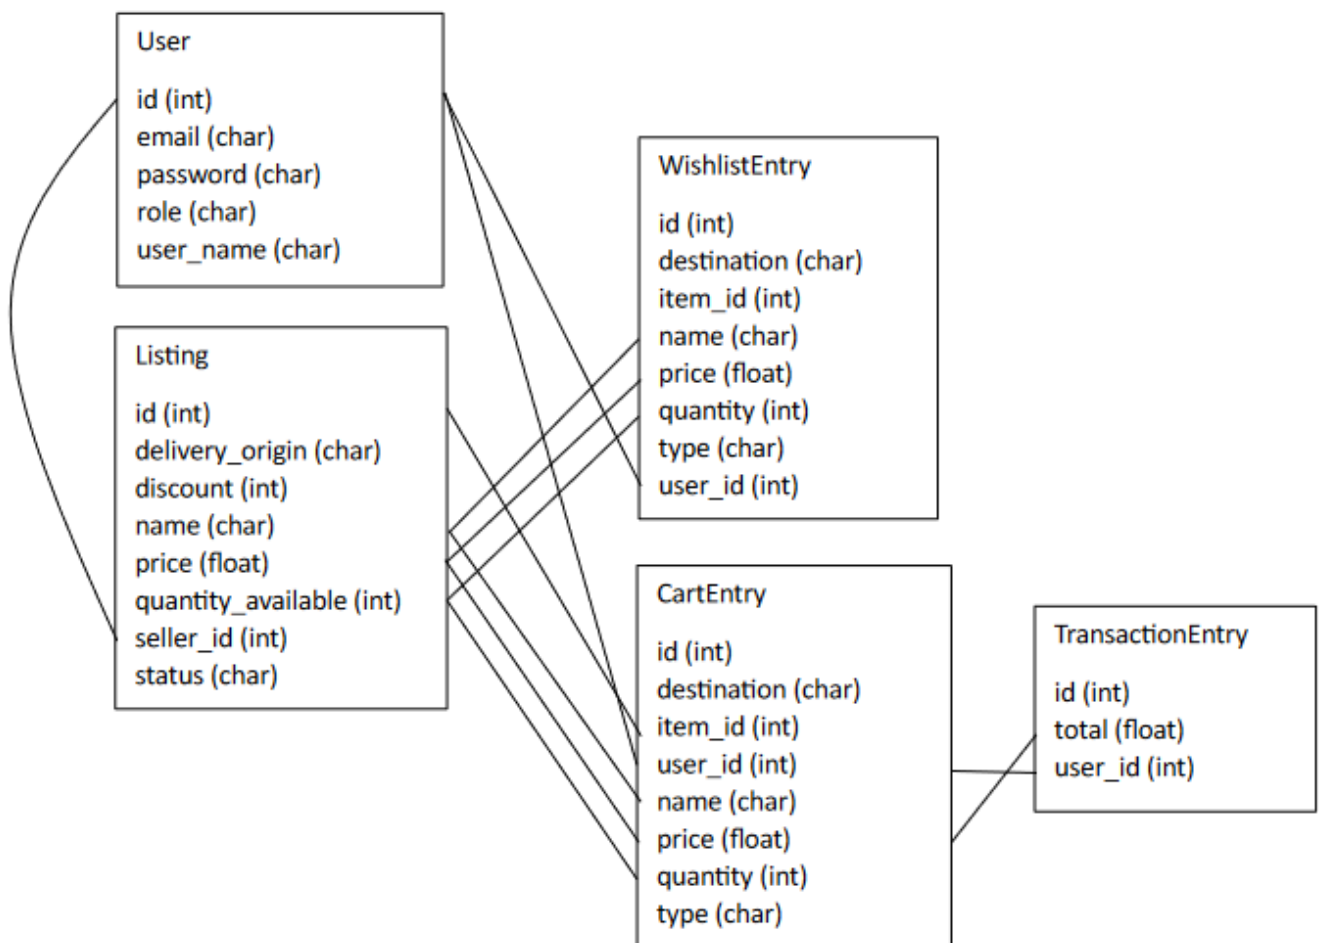 User
id (int)
email (char)
password (char)
role (char)
user_name (char)
Listing
id (int)
delivery_origin (char)
discount (int)
name (char)
price (float)
quantity_available (int)
seller_id (int)
status (char)
WishlistEntry
id (int)
destination (char)
item_id (int)
name (char)
price (float)
quantity (int)
type (char)
user_id (int)
CartEntry
id (int)
destination (char)
item_id (int)
user_id (int)
name (char)
price (float)
quantity (int)
type (char)
TransactionEntry
id (int)
total (float)
user_id (int)